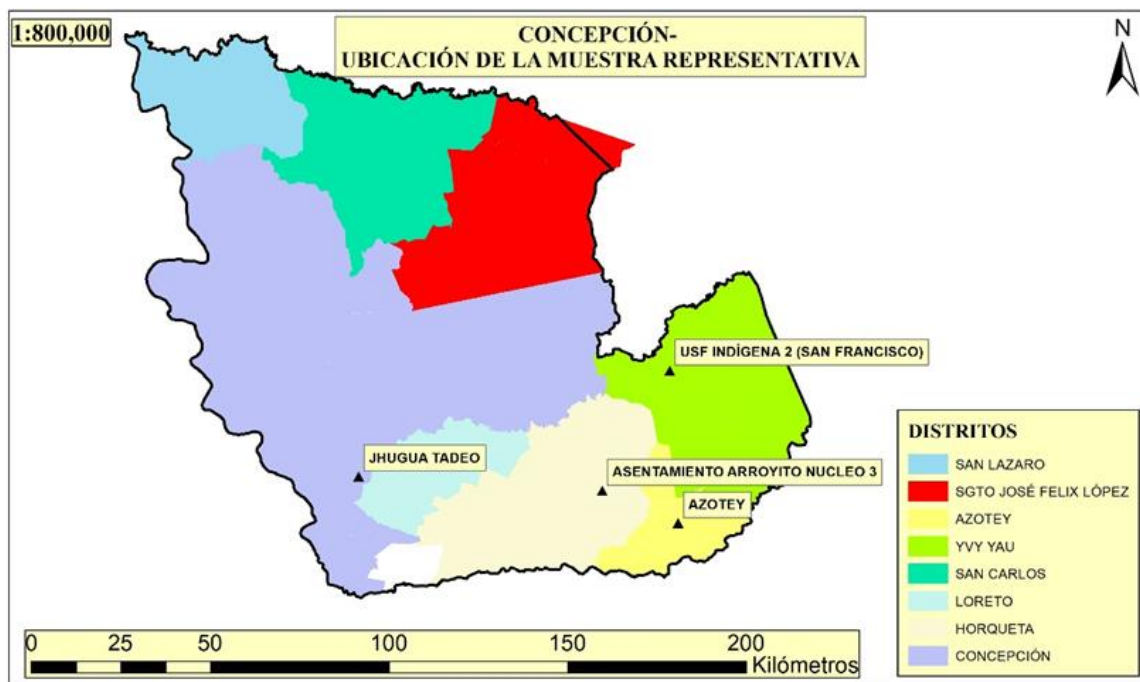 1:800,000
CONCEPCIÓN-
UBICACIÓN DE LA MUESTRA REPRESENTATIVA
N
USF INDÍGENA 2 (SAN FRANCISCO)
JHUGUA TADEO
ASENTAMIENTO ARROYITO NUCLEO 3
AZOTEY
DISTRITOS
SAN LAZARO
SGTO JOSÉ FELIX LÓPEZ
AZOTEY
YVY YAU
SAN CARLOS
LORETO
HORQUETA
CONCEPCIÓN
0 25 50 100 150 200
Kilómetros